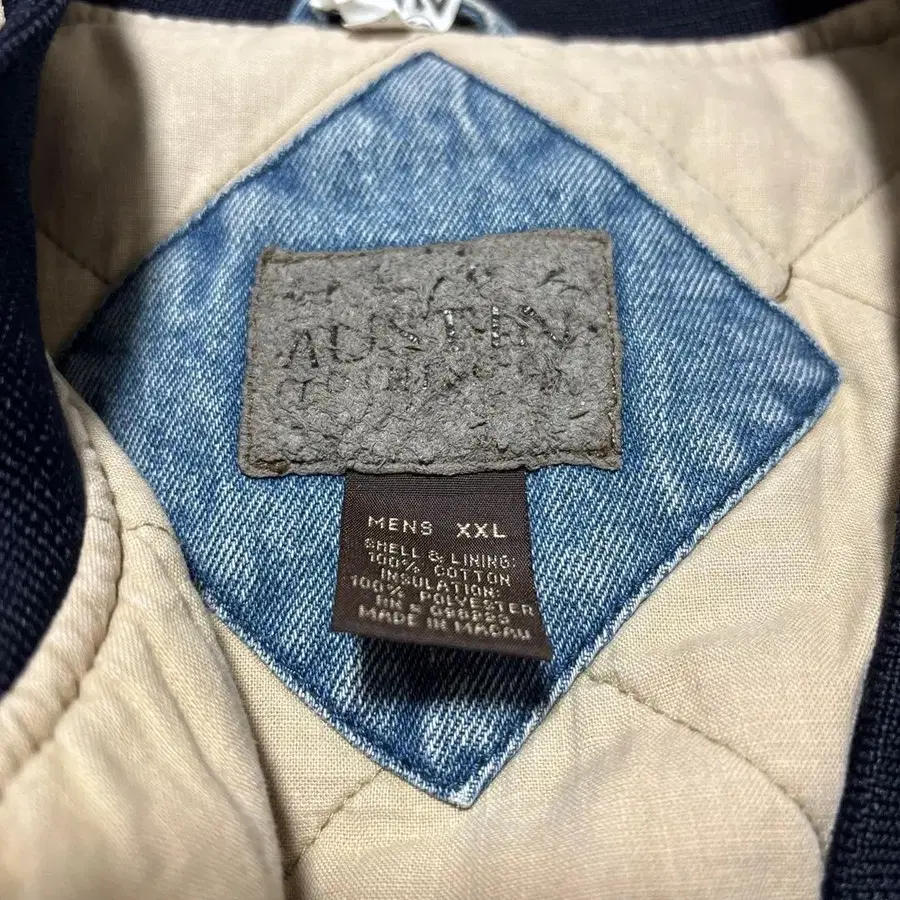 AUSTIN
MENS XXL
SHELL & LINING:
100% COTTON
INSULATION:
100% POLYESTER
MADE IN MACAU